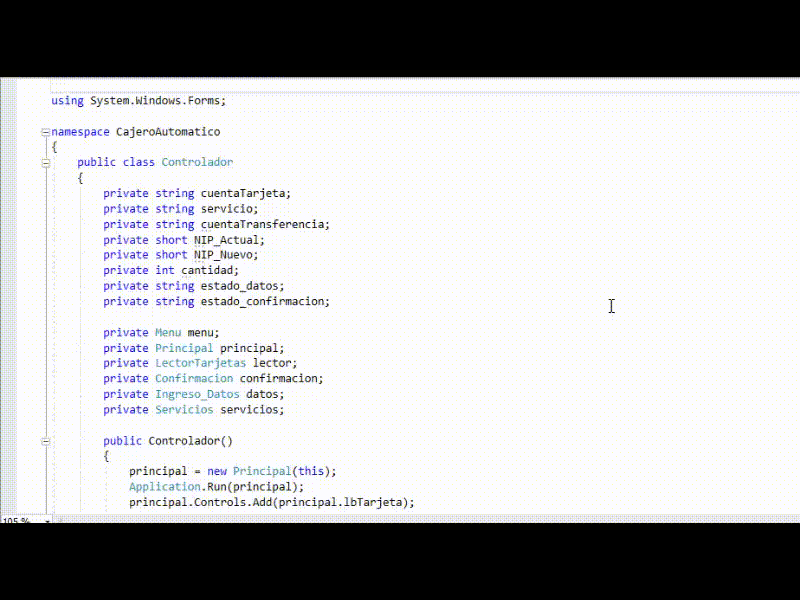 using System.Windows.Forms;
namespace CajeroAutomatico
{
public class Controlador
{
private string cuentaTarjeta;
private string servicio;
private string cuentaTransferencia;
private short NIP_Actual;
private short NIP_Nuevo;
private int cantidad;
private string estado_datos;
private string estado_confirmacion;
private Menu menu;
private Principal principal;
private LectorTarjetas lector;
private Confirmacion confirmacion;
private Ingreso_Datos datos;
private Servicios servicios;
public Controlador()
{
principal = new Principal(this);
Application.Run(principal);
principal.Controls.Add(principal.lbTarjeta);
105 %